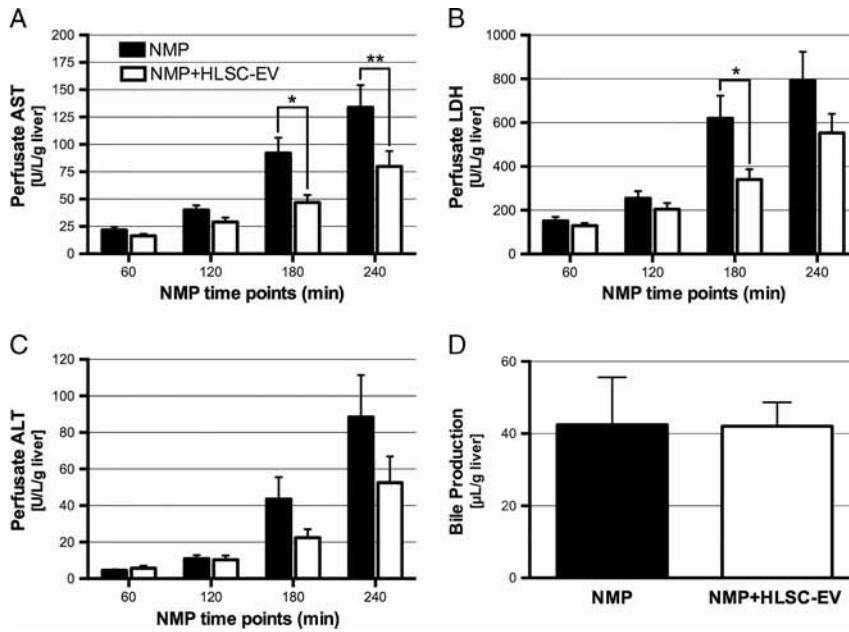 A
NMP
NMP+HLSC-EV
Perfusate AST
[U/L/g liver]
200
175
150
125
100
75
50
25
0
*
**
60 120 180 240
NMP time points (min)
B
Perfusate LDH
[U/L/g liver]
1000
800
600
400
200
0
*
60 120 180 240
NMP time points (min)
C
Perfusate ALT
[U/L/g liver]
120
100
80
60
40
20
0
60 120 180 240
NMP time points (min)
D
Bile Production
[µL/g liver]
60
40
20
0
NMP NMP+HLSC-EV